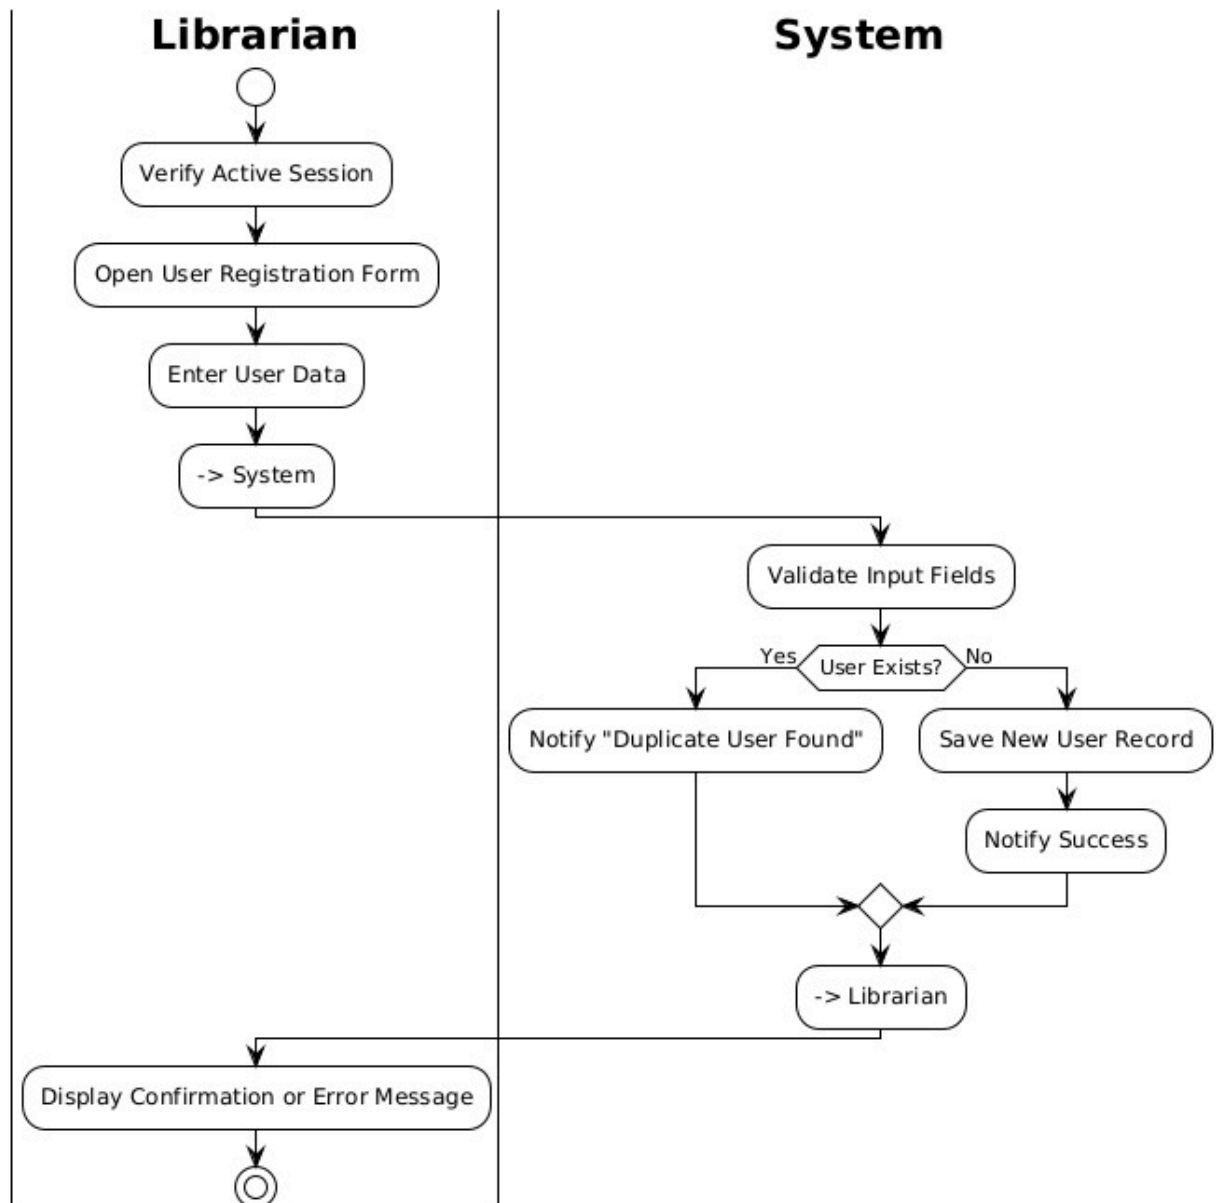 Librarian
System
Verify Active Session
Open User Registration Form
Enter User Data
-> System
Validate Input Fields
Yes
User Exists?
No
Notify "Duplicate User Found"
Save New User Record
Notify Success
-> Librarian
Display Confirmation or Error Message